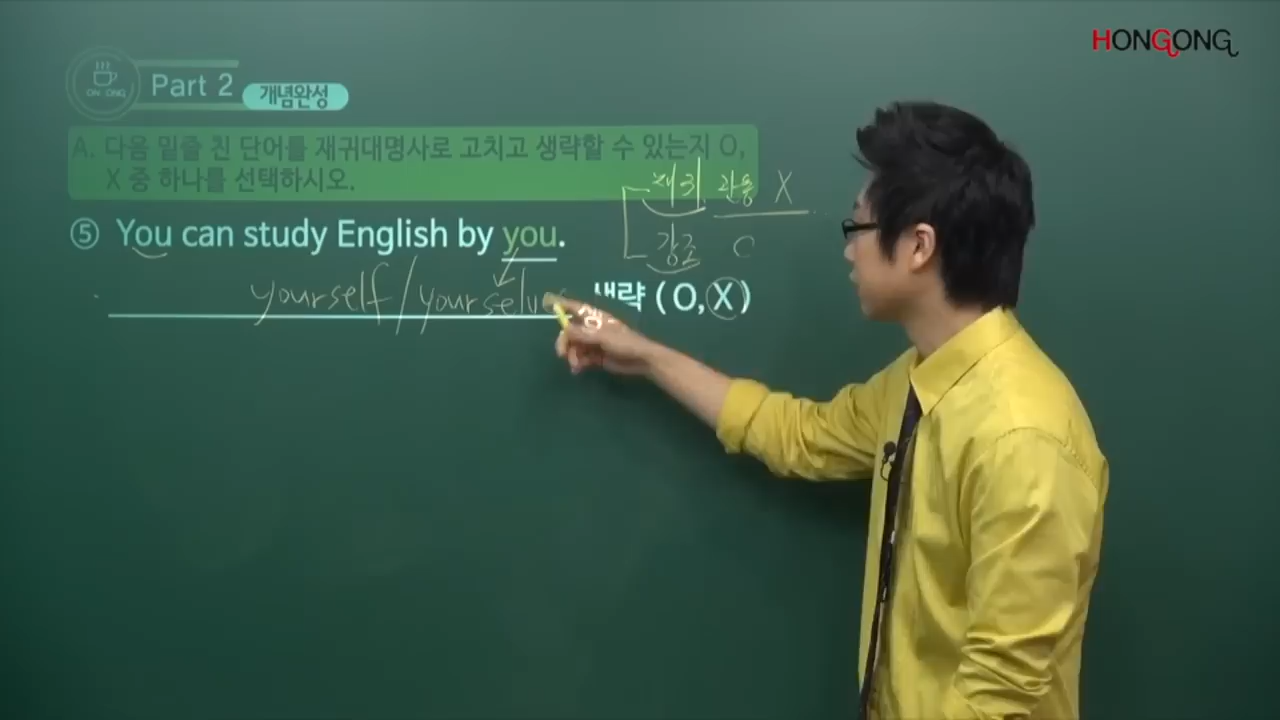 HONGONG
Part 2 개념완성
A. 다음 밑줄 친 단어를 재귀대명사로 고치고 생략할 수 있는지 O,
X 중 하나를 선택하시오.
재귀 관용 X
강조 O
⑤ You can study English by you.
yourself/yourselves 생략 (O, X)